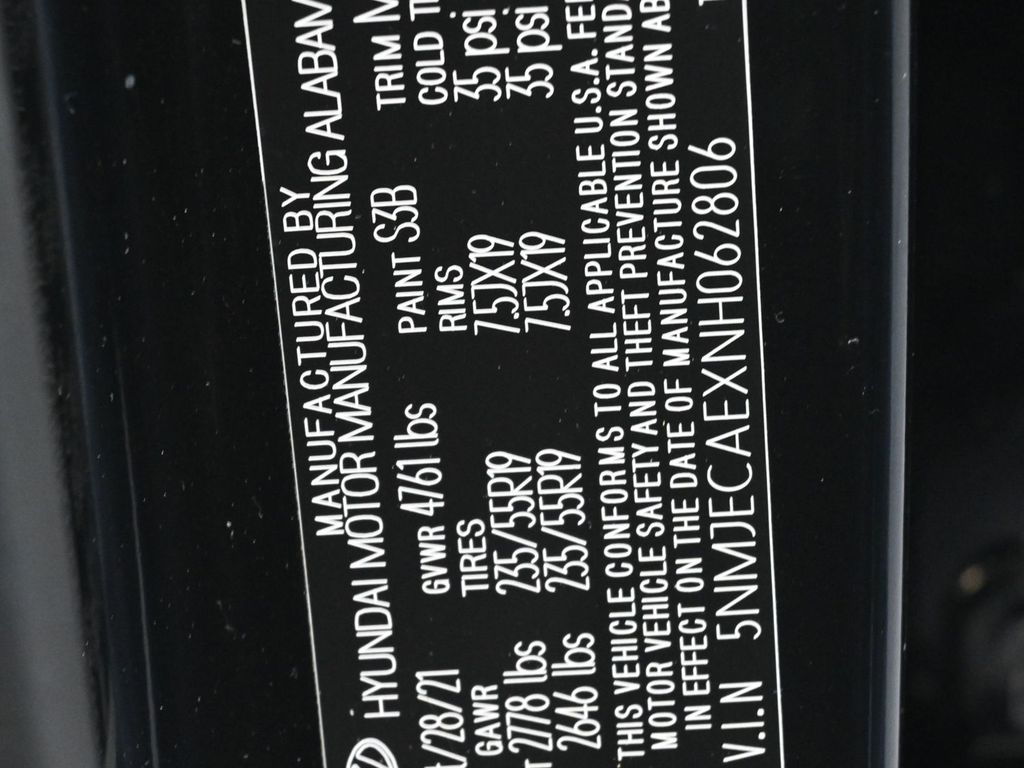 MANUFACTURED BY
HYUNDAI MOTOR MANUFACTURING ALABAM
/28/21 GVWR 4761 lbs PAINT S3B TRIM
GAWR TIRES RIMS COLD
2778 lbs 235/55R19 7.5JX19 35 psi
2646 lbs 235/55R19 7.5JX19 35 psi
THIS VEHICLE CONFORMS TO ALL APPLICABLE U.S.A. FE
MOTOR VEHICLE SAFETY AND THEFT PREVENTION STAND
IN EFFECT ON THE DATE OF MANUFACTURE SHOWN AB
V.I.N 5NMJECAEXNH062806